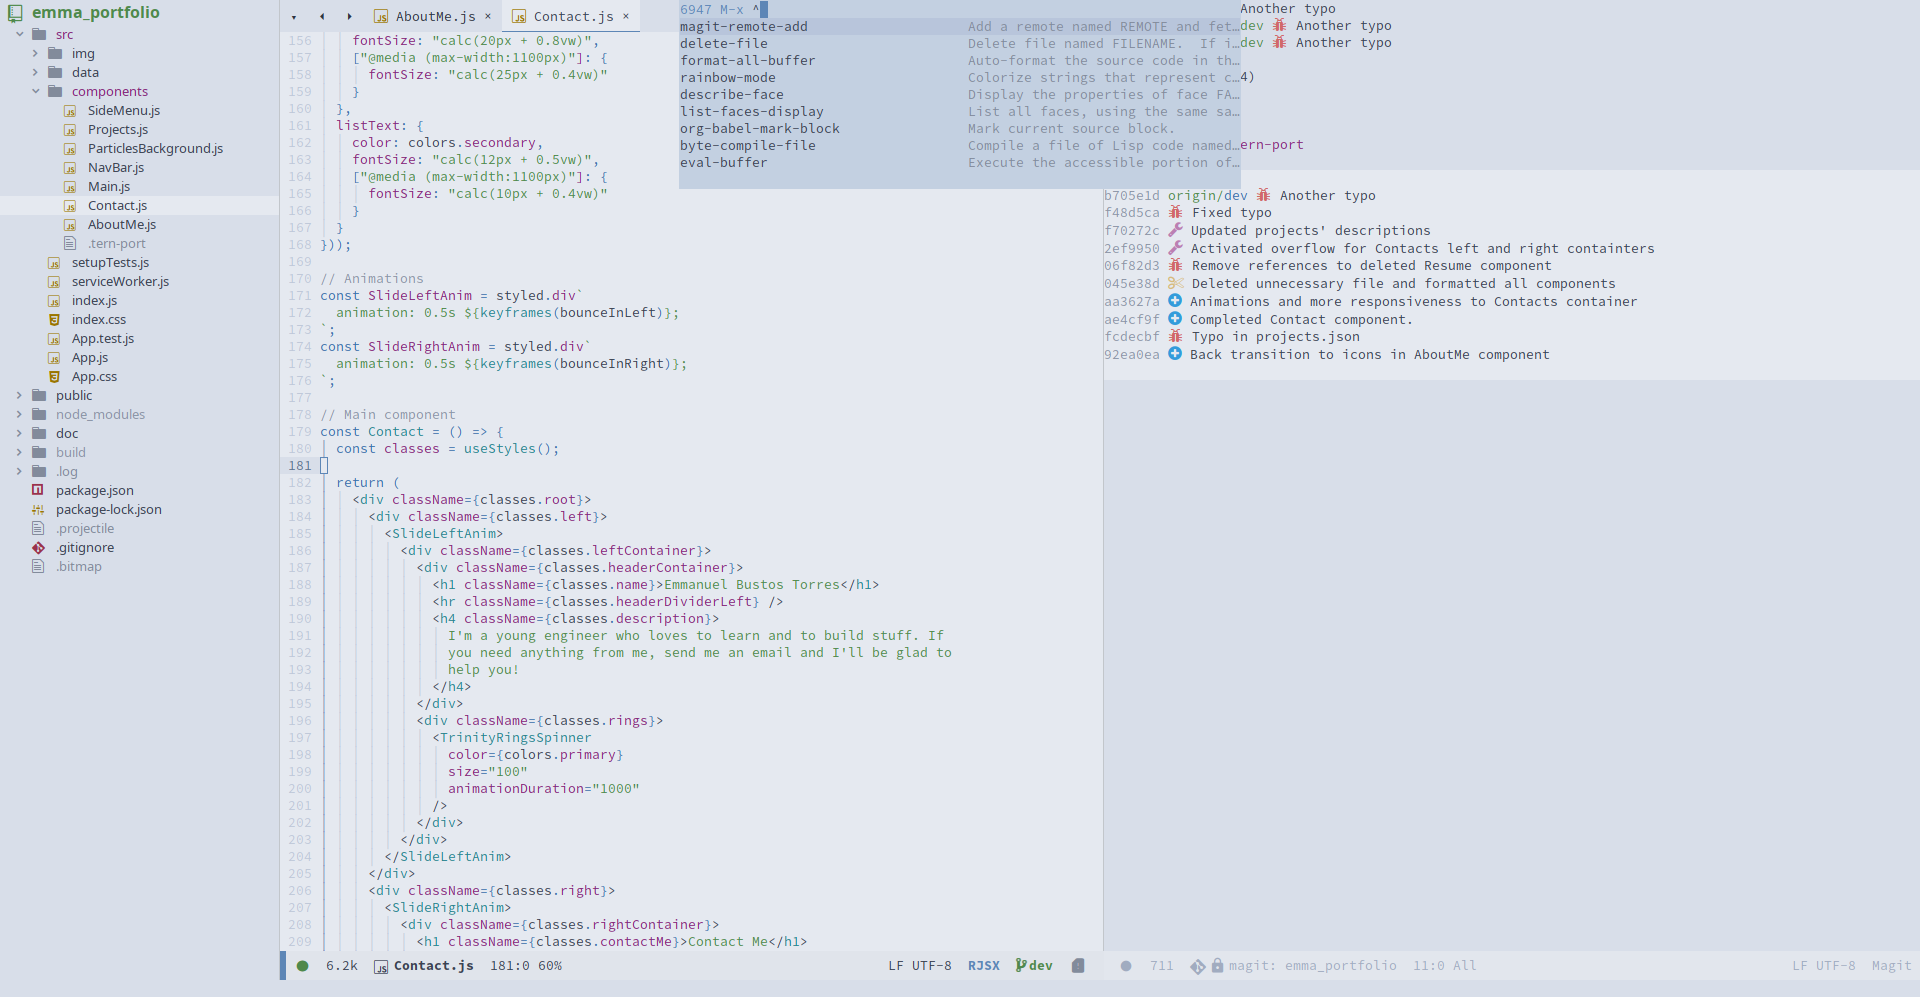 emma_portfolio
src
img
data
components
SideMenu.js
Projects.js
ParticlesBackground.js
NavBar.js
Main.js
Contact.js
AboutMe.js
.tern-port
setupTests.js
serviceWorker.js
index.js
index.css
App.test.js
App.js
App.css
public
node_modules
doc
build
.log
package.json
package-lock.json
.projectile
.gitignore
.bitmap
AboutMe.js ×
Contact.js ×
156 fontSize: "calc(20px + 0.8vw)",
157 ["@media (max-width:1100px)"]: {
158 fontSize: "calc(25px + 0.4vw)"
159 }
160 },
161 listText: {
162 color: colors.secondary,
163 fontSize: "calc(12px + 0.5vw)",
164 ["@media (max-width:1100px)"]: {
165 fontSize: "calc(10px + 0.4vw)"
166 }
167 }
168 }));
169
170 // Animations
171 const SlideLeftAnim = styled.div`
172 animation: 0.5s ${keyframes(bounceInLeft)};
173 `;
174 const SlideRightAnim = styled.div`
175 animation: 0.5s ${keyframes(bounceInRight)};
176 `;
177
178 // Main component
179 const Contact = () => {
180 const classes = useStyles();
181
182 return (
183 <div className={classes.root}>
184 <div className={classes.left}>
185 <SlideLeftAnim>
186 <div className={classes.leftContainer}>
187 <div className={classes.headerContainer}>
188 <h1 className={classes.name}>Emmanuel Bustos Torres</h1>
189 <hr className={classes.headerDividerLeft} />
190 <h4 className={classes.description}>
191 I'm a young engineer who loves to learn and to build stuff. If
192 you need anything from me, send me an email and I'll be glad to
193 help you!
194 </h4>
195 </div>
196 <div className={classes.rings}>
197 <TrinityRingsSpinner
198 color={colors.primary}
199 size="100"
200 animationDuration="1000"
201 />
202 </div>
203 </div>
204 </SlideLeftAnim>
205 </div>
206 <div className={classes.right}>
207 <SlideRightAnim>
208 <div className={classes.rightContainer}>
209 <h1 className={classes.contactMe}>Contact Me</h1>
6947 M-x ^
magit-remote-add Add a remote named REMOTE and fet…
delete-file Delete file named FILENAME. If i…
format-all-buffer Auto-format the source code in th…
rainbow-mode Colorize strings that represent c…
describe-face Display the properties of face FA…
list-faces-display List all faces, using the same sa…
org-babel-mark-block Mark current source block.
byte-compile-file Compile a file of Lisp code named…
eval-buffer Execute the accessible portion of…
Another typo
dev Another typo
dev Another typo
4)
ern-port
b705e1d origin/dev Another typo
f48d5ca Fixed typo
f70272c Updated projects' descriptions
2ef9950 Activated overflow for Contacts left and right containters
06f82d3 Remove references to deleted Resume component
045e38d Deleted unnecessary file and formatted all components
aa3627a Animations and more responsiveness to Contacts container
ae4cf9f Completed Contact component.
fcdecbf Typo in projects.json
92ea0ea Back transition to icons in AboutMe component
6.2k Contact.js 181:0 60% LF UTF-8 RJSX dev
711 magit: emma_portfolio 11:0 All LF UTF-8 Magit